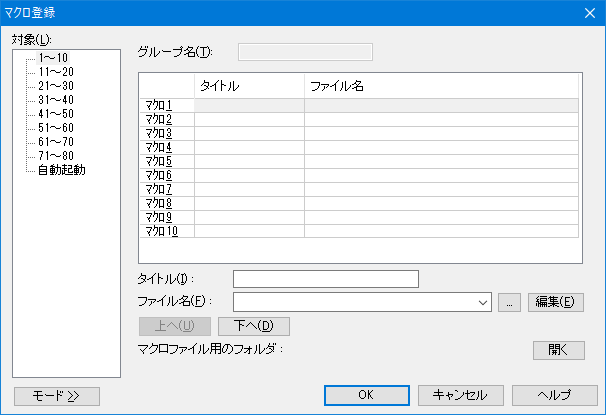 マクロ登録
対象(L):
1～10
11～20
21～30
31～40
41～50
51～60
61～70
71～80
自動起動
グループ名(T):
タイトル ファイル名
マクロ1
マクロ2
マクロ3
マクロ4
マクロ5
マクロ6
マクロ7
マクロ8
マクロ9
マクロ10
タイトル(I) :
ファイル名(F) : ... 編集(E)
上へ(U) 下へ(D)
マクロファイル用のフォルダ : 開く
モード >> OK キャンセル ヘルプ